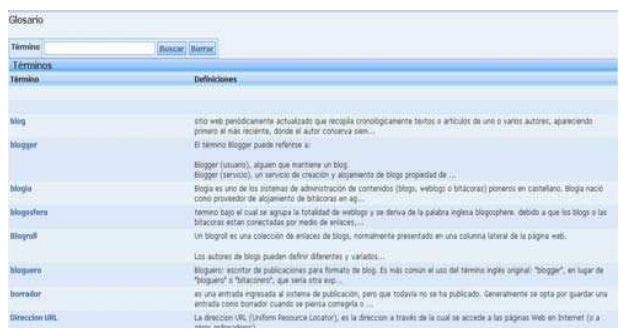 Glosario
Término
Buscar Borrar
Términos
Término Definiciones
blog sitio web periódicamente actualizado que recopila cronológicamente textos o artículos de uno o varios autores, apareciendo
primero el más reciente, donde el autor conserva siem...
blogger El término Blogger puede referirse a:
Blogger (usuario), alguien que mantiene un blog.
Blogger (servicio), un servicio de creación y alojamiento de blogs propiedad de ...
blogia Blogia es uno de los sistemas de administración de contenidos (blogs, weblogs o bitácoras) pioneros en castellano. Blogia nació
como proveedor de alojamiento de bitácoras en ag...
blogosfera termino bajo el cual se agrupa la totalidad de weblogs y se deriva de la palabra inglesa blogosphere. debido a que los blogs o las
bitacoras estan conectadas por medio de enlaces,...
Blogroll Un blogroll es una colección de enlaces de blogs, normalmente presentado en una columna lateral de la página web.
Los autores de blogs pueden definir diferentes y variados...
bloguero Bloguero: escritor de publicaciones para formato de blog. Es más común el uso del término inglés original: "blogger", en lugar de
"bloguero" o "bitaconero", que sería otra exp...
borrador es una entrada ingresada al sistema de publicación, pero que todavía no se ha publicado. Generalmente se opta por guardar una
entrada como borrador cuando se piensa corregirla o ...
Direccion URL La direccion URL (Uniform Resource Locator), es la direccion a través de la cual se accede a las páginas Web en Internet (o a